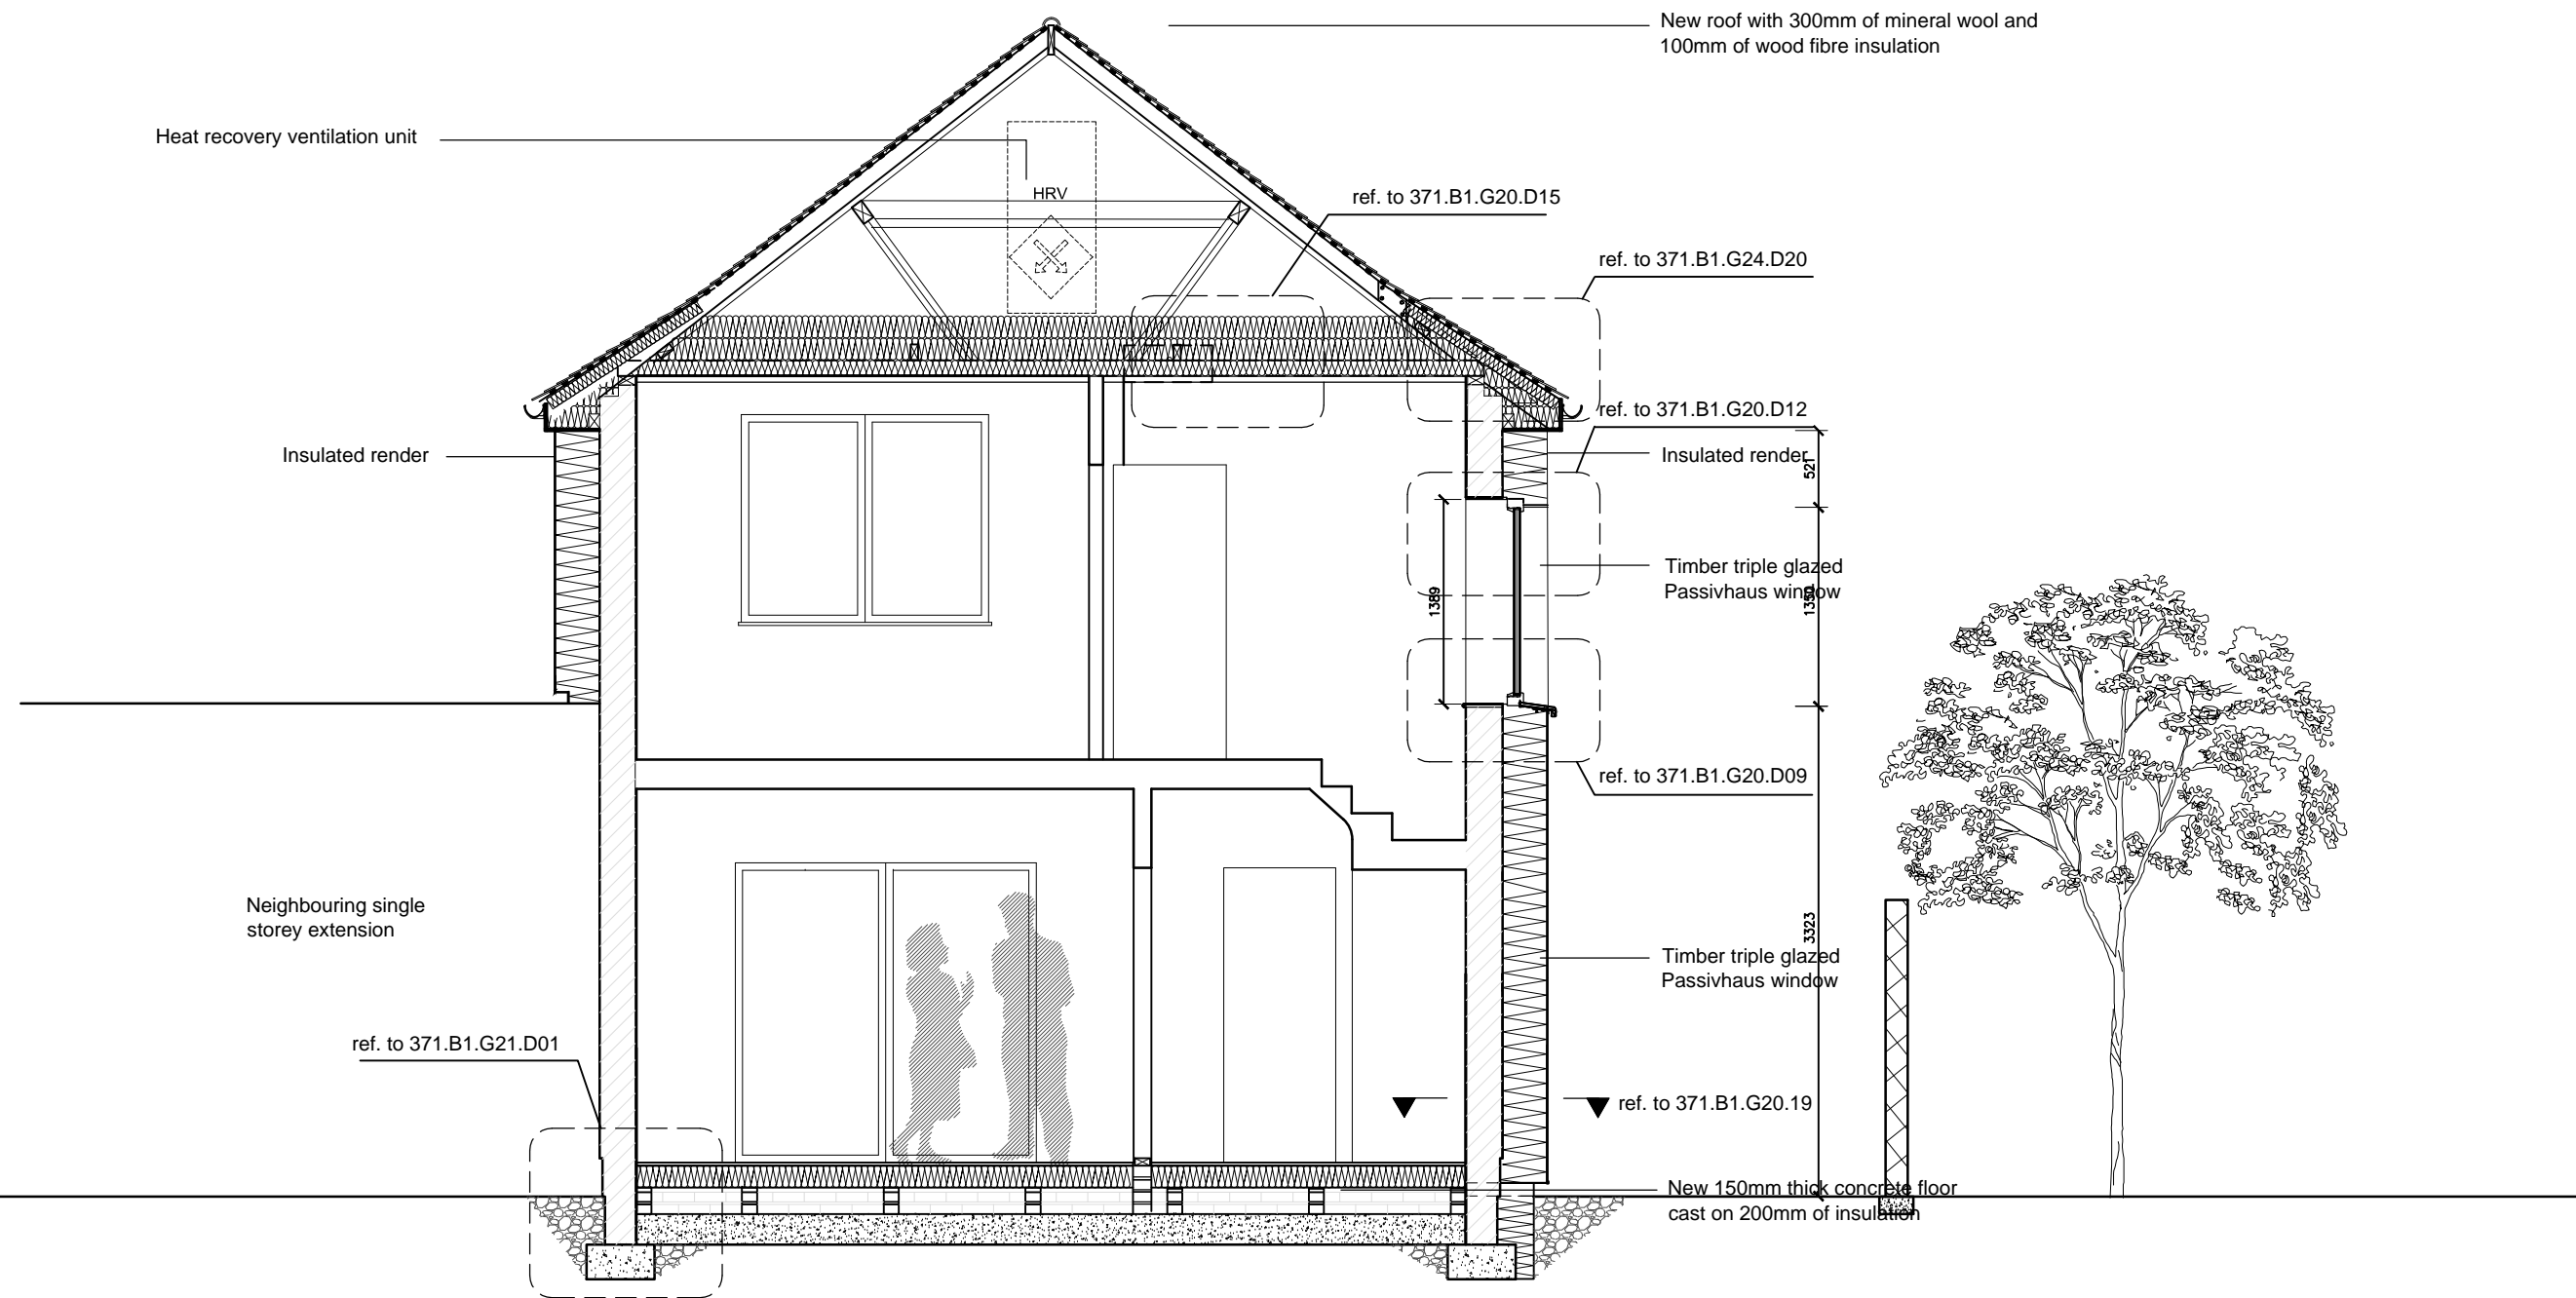 New roof with 300mm of mineral wool and
100mm of wood fibre insulation
Heat recovery ventilation unit
HRV
ref. to 371.B1.G20.D15
ref. to 371.B1.G24.D20
ref. to 371.B1.G20.D12
Insulated render
Insulated render
521
Timber triple glazed
Passivhaus window
1389
1350
ref. to 371.B1.G20.D09
Neighbouring single
storey extension
3323
Timber triple glazed
Passivhaus window
ref. to 371.B1.G21.D01
ref. to 371.B1.G20.19
New 150mm thick concrete floor
cast on 200mm of insulation